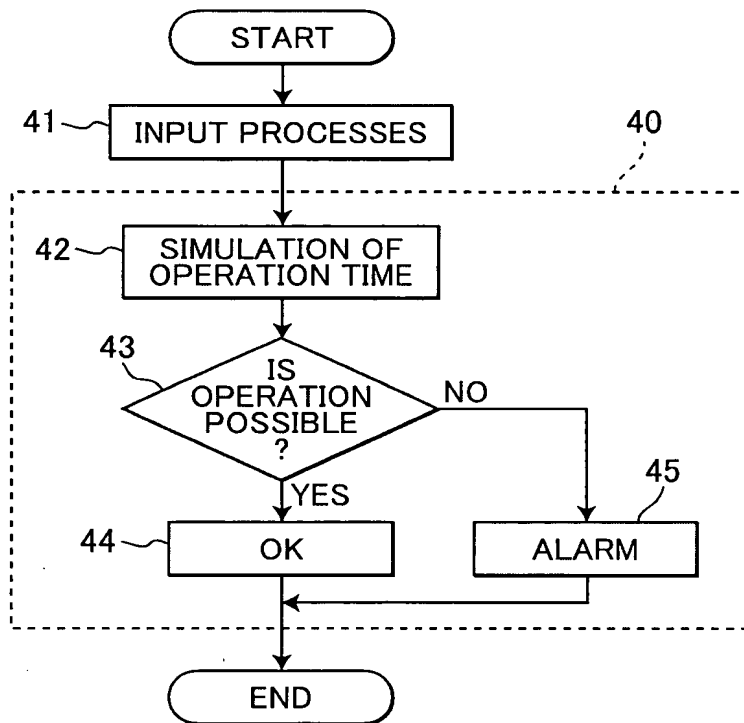 START
41
INPUT PROCESSES
40
42
SIMULATION OF
OPERATION TIME
43
IS
OPERATION
POSSIBLE
?
NO
YES
45
44
OK
ALARM
END